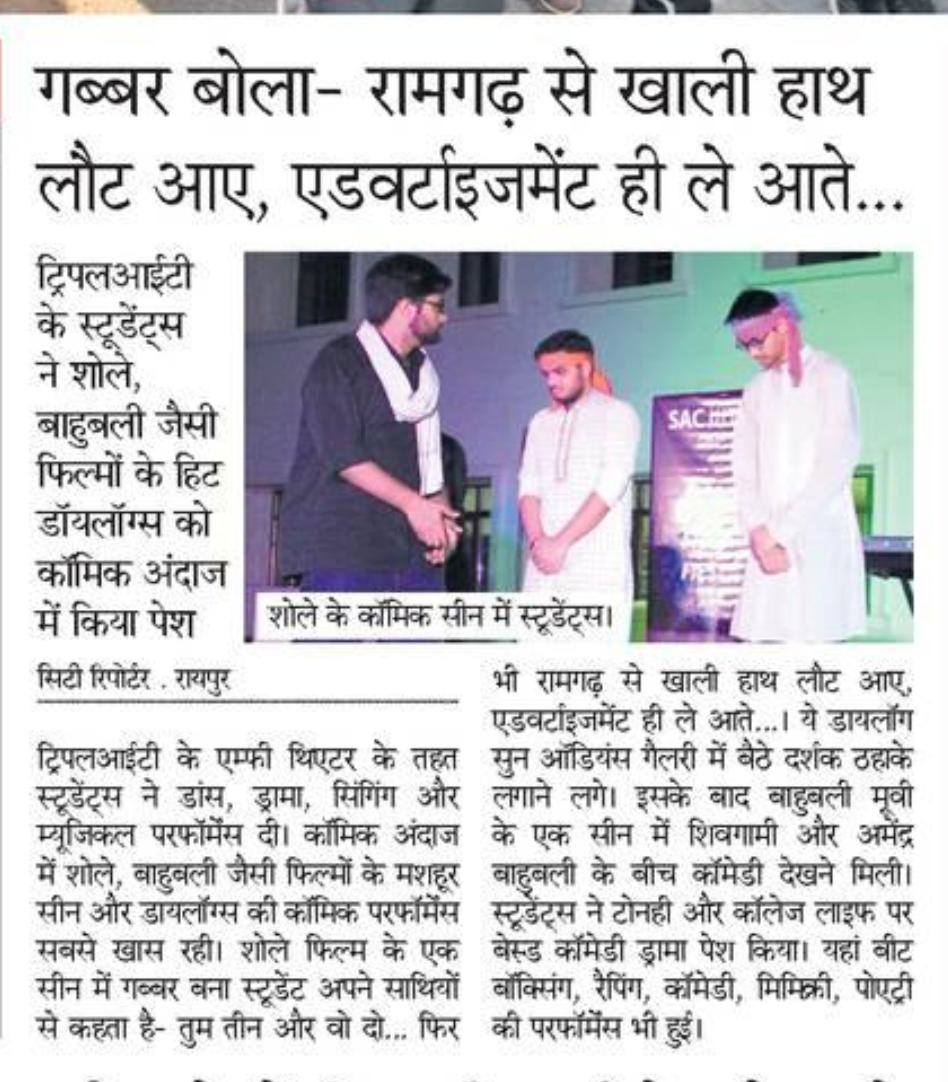 गब्बर बोला- रामगढ़ से खाली हाथ
लौट आए, एडवर्टाइजमेंट ही ले आते...
ट्रिपलआईटी
के स्टूडेंट्स
ने शोले,
बाहुबली जैसी
फिल्मों के हिट
डॉयलॉग्स को
कॉमिक अंदाज
में किया पेश
SAC
शोले के कॉमिक सीन में स्टूडेंट्स।
सिटी रिपोर्टर . रायपुर
ट्रिपलआईटी के एम्फी थिएटर के तहत
स्टूडेंट्स ने डांस, ड्रामा, सिंगिंग और
म्यूजिकल परफॉर्मेंस दी। कॉमिक अंदाज
में शोले, बाहुबली जैसी फिल्मों के मशहूर
सीन और डायलॉग्स की कॉमिक परफॉर्मेंस
सबसे खास रही। शोले फिल्म के एक
सीन में गब्बर बना स्टूडेंट अपने साथियों
से कहता है- तुम तीन और वो दो... फिर
भी रामगढ़ से खाली हाथ लौट आए,
एडवर्टाइजमेंट ही ले आते...। ये डायलॉग
सुन ऑडियंस गैलरी में बैठे दर्शक ठहाके
लगाने लगे। इसके बाद बाहुबली मूवी
के एक सीन में शिवगामी और अमेंद्र
बाहुबली के बीच कॉमेडी देखने मिली।
स्टूडेंट्स ने टोनही और कॉलेज लाइफ पर
बेस्ड कॉमेडी ड्रामा पेश किया। यहां बीट
बॉक्सिंग, रैपिंग, कॉमेडी, मिमिक्री, पोएट्री
की परफॉर्मेंस भी हुई।